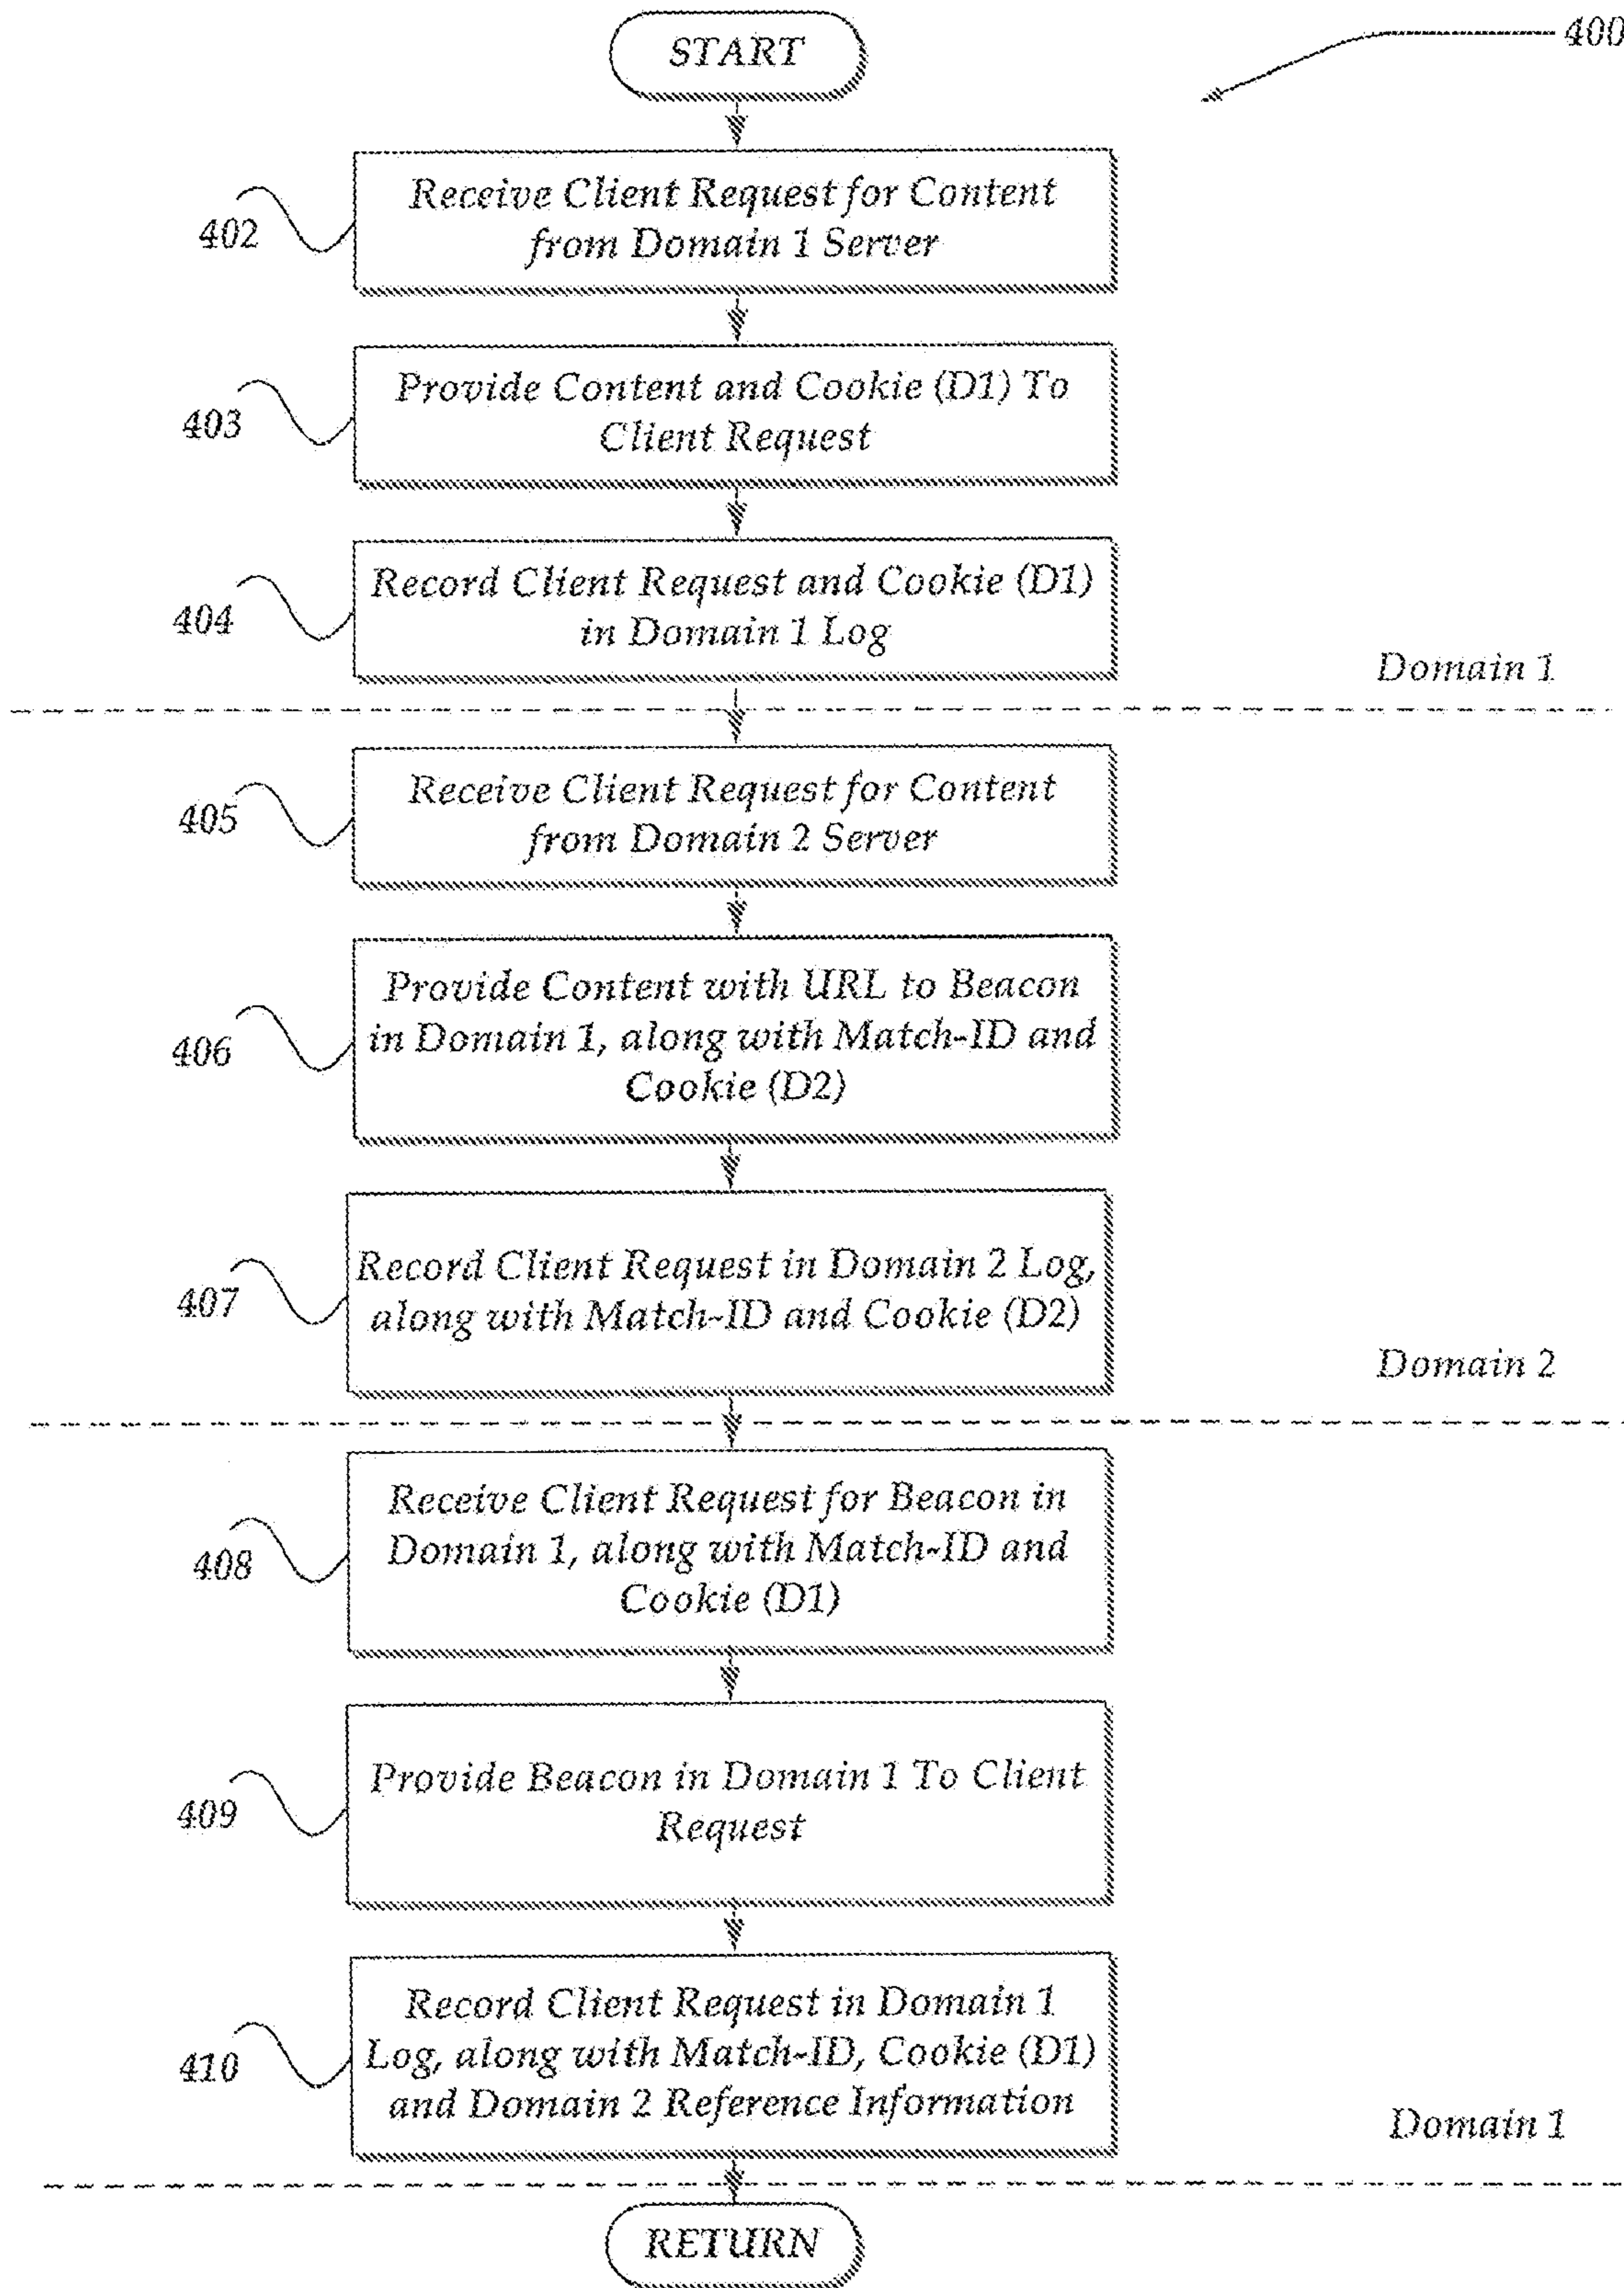 START
400
Receive Client Request for Content
from Domain 1 Server
402
Provide Content and Cookie (D1) To
Client Request
403
Record Client Request and Cookie (D1)
in Domain 1 Log
404
Domain 1
Receive Client Request for Content
from Domain 2 Server
405
Provide Content with URL to Beacon
in Domain 1, along with Match-ID and
Cookie (D2)
406
Record Client Request in Domain 2 Log,
along with Match-ID and Cookie (D2)
407
Domain 2
Receive Client Request for Beacon in
Domain 1, along with Match-ID and
Cookie (D1)
408
Provide Beacon in Domain 1 To Client
Request
409
Record Client Request in Domain 1
Log, along with Match-ID, Cookie (D1)
and Domain 2 Reference Information
410
Domain 1
RETURN